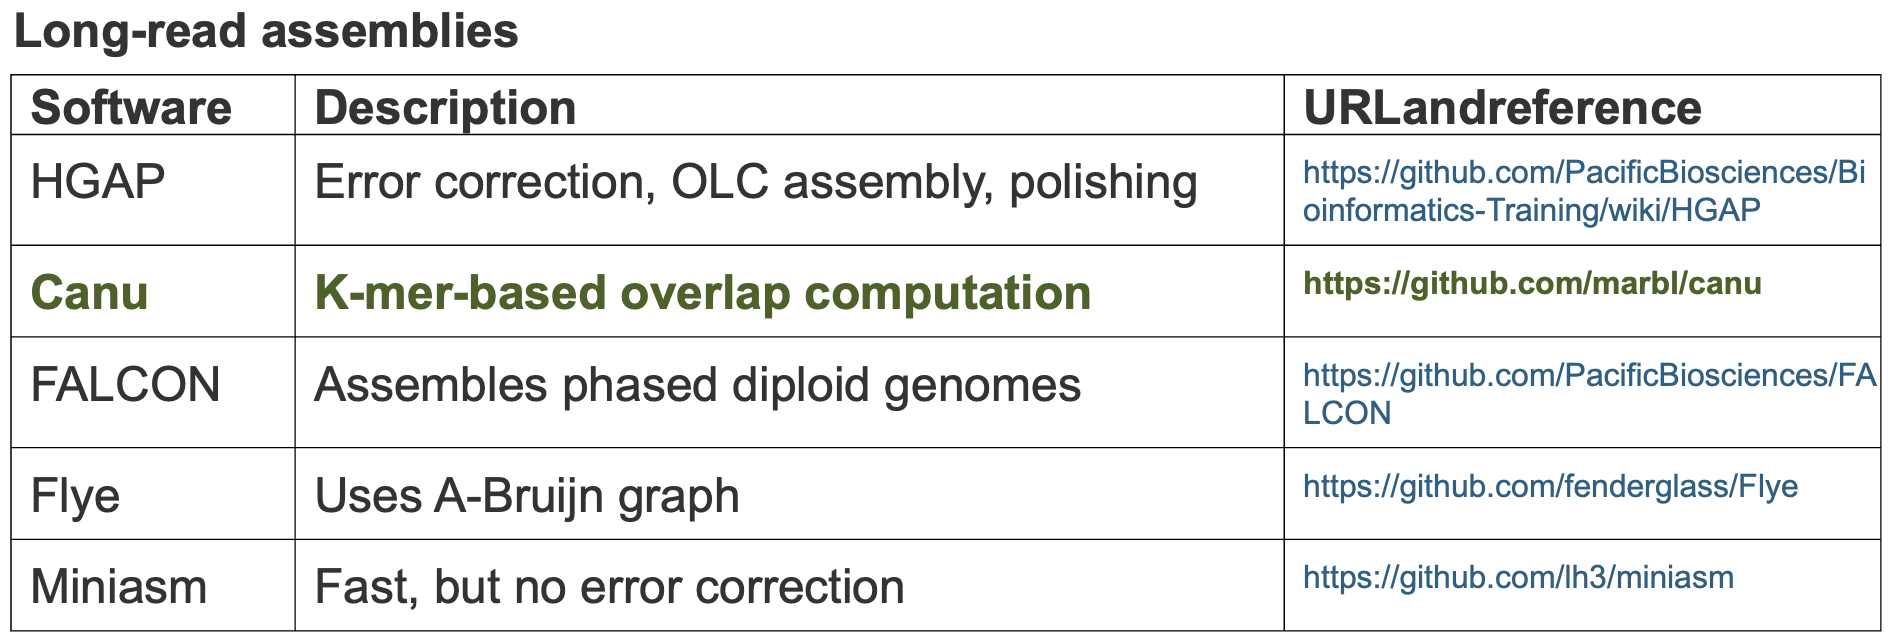 Long-read assemblies
Software Description URLandreference
HGAP Error correction, OLC assembly, polishing https://github.com/PacificBiosciences/Bi
oinformatics-Training/wiki/HGAP
Canu K-mer-based overlap computation https://github.com/marbl/canu
FALCON Assembles phased diploid genomes https://github.com/PacificBiosciences/FA
LCON
Flye Uses A-Bruijn graph https://github.com/fenderglass/Flye
Miniasm Fast, but no error correction https://github.com/lh3/miniasm